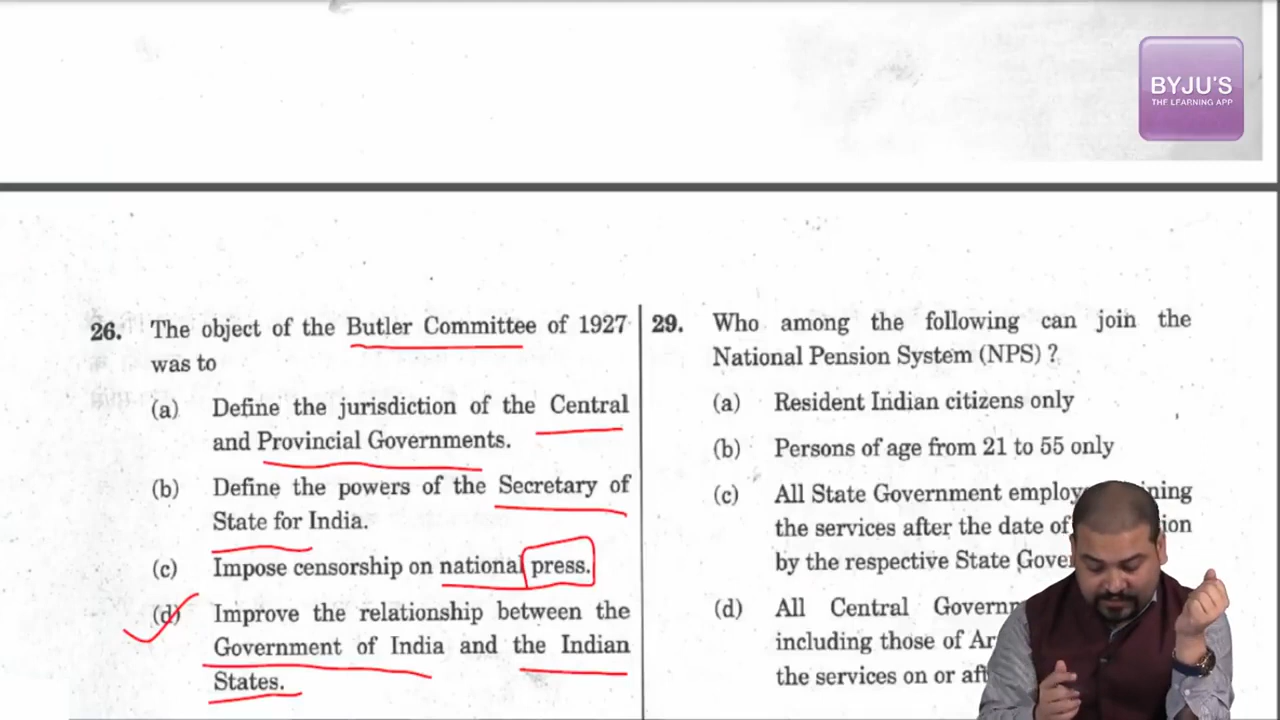 BYJU'S
THE LEARNING APP
26. The object of the Butler Committee of 1927
was to
(a) Define the jurisdiction of the Central
and Provincial Governments.
(b) Define the powers of the Secretary of
State for India.
(c) Impose censorship on national press.
(d) Improve the relationship between the
Government of India and the Indian
States.
29. Who among the following can join the
National Pension System (NPS) ?
(a) Resident Indian citizens only
(b) Persons of age from 21 to 55 only
(c) All State Government
the services after the date of
by the respective State
(d) All Central
including those of
the services on or